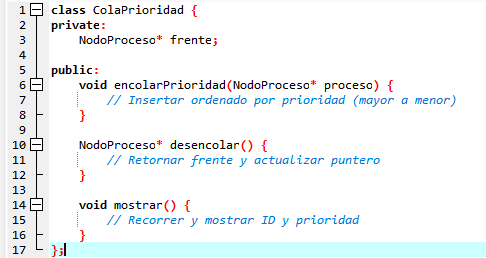 1 class ColaPrioridad {
2 private:
3     NodoProceso* frente;
4
5 public:
6     void encolarPrioridad(NodoProceso* proceso) {
7         // Insertar ordenado por prioridad (mayor a menor)
8     }
9
10     NodoProceso* desencolar() {
11         // Retornar frente y actualizar puntero
12     }
13
14     void mostrar() {
15         // Recorrer y mostrar ID y prioridad
16     }
17 };